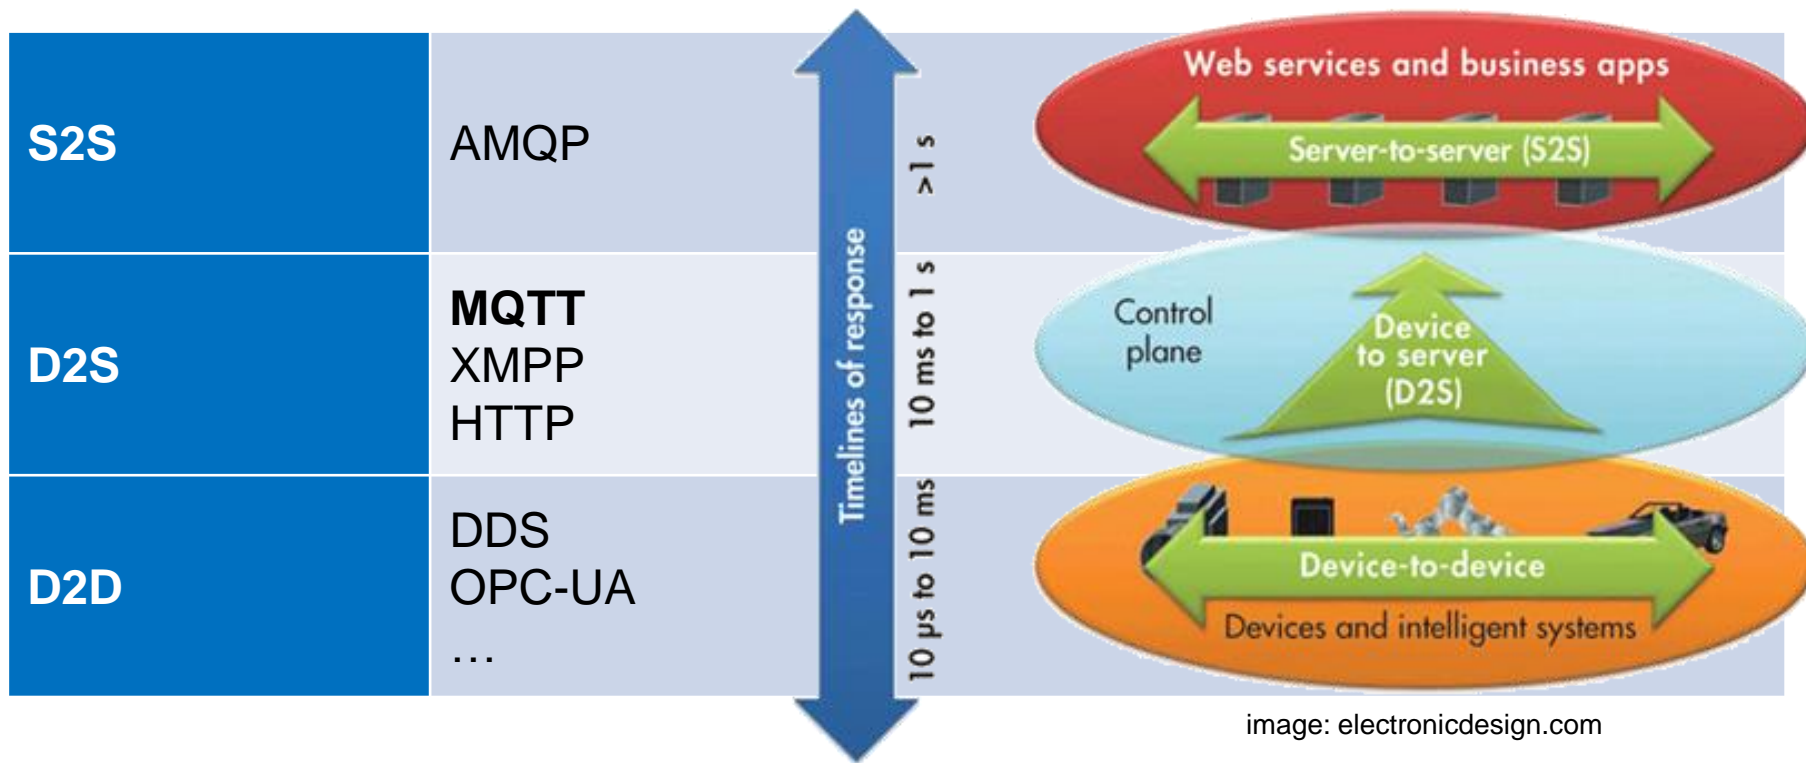 S2S
AMQP
>1 s
Web services and business apps
Server-to-server (S2S)
D2S
MQTT
XMPP
HTTP
Timelines of response
10 ms to 1 s
Control
plane
Device
to server
(D2S)
D2D
DDS
OPC-UA
…
10 µs to 10 ms
Device-to-device
Devices and intelligent systems
image: electronicdesign.com